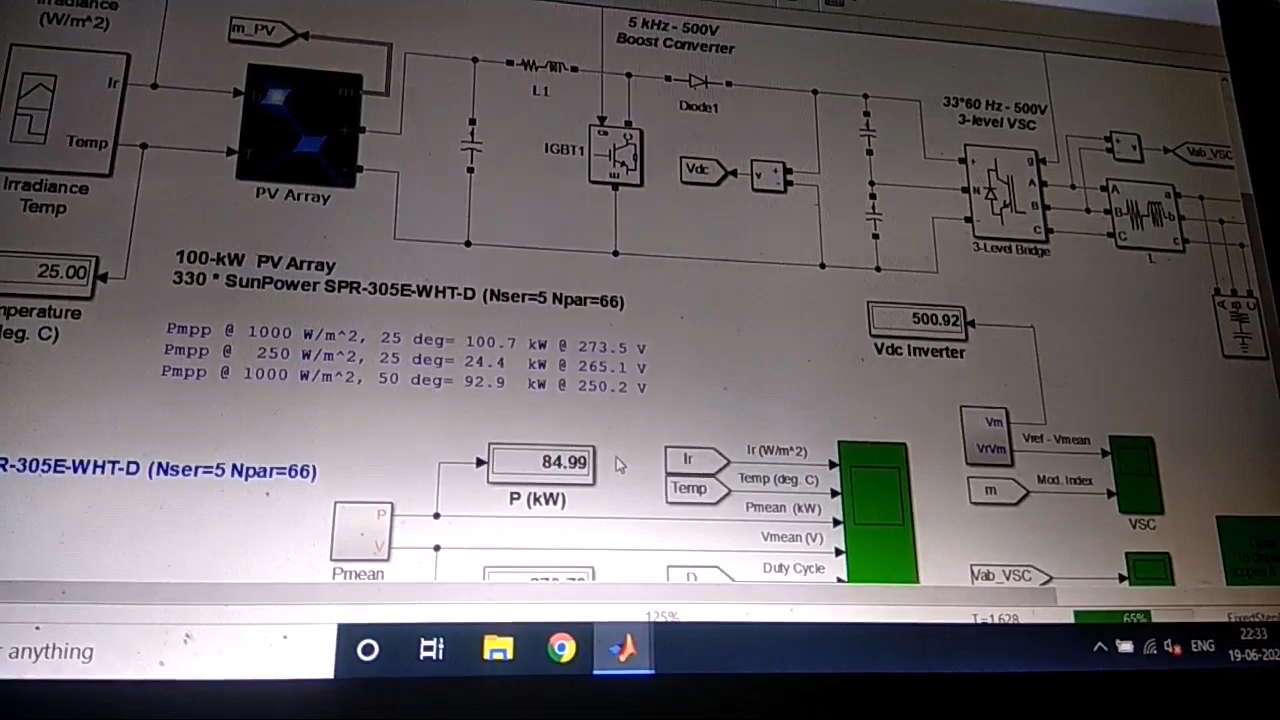 (W/m^2)
m_PV
5 kHz - 500V
Boost Converter
Ir
Temp
m
L1
Diode1
IGBT1
g
C
E
Vdc
v
+
-
33*60 Hz - 500V
3-level VSC
+
N
-
g
A
B
C
v
Vab_VSC
A
B
C
a
b
c
Irradiance
Temp
PV Array
3-Level Bridge
L
A
B
C
25.00
100-kW PV Array
330 * SunPower SPR-305E-WHT-D (Nser=5 Npar=66)
Pmpp @ 1000 W/m^2, 25 deg= 100.7 kW @ 273.5 V
Pmpp @ 250 W/m^2, 25 deg= 24.4 kW @ 265.1 V
Pmpp @ 1000 W/m^2, 50 deg= 92.9 kW @ 250.2 V
500.92
Vdc Inverter
R-305E-WHT-D (Nser=5 Npar=66)
84.99
P (kW)
Ir
Temp
Ir (W/m^2)
Temp (deg. C)
Pmean (kW)
Vmean (V)
Duty Cycle
P
V
Pmean
Vm
VrVm
Vref - Vmean
m
Mod. Index
VSC
Vab_VSC
D
125%
T=1.628
65%
anything
ENG
22:33
19-06-202